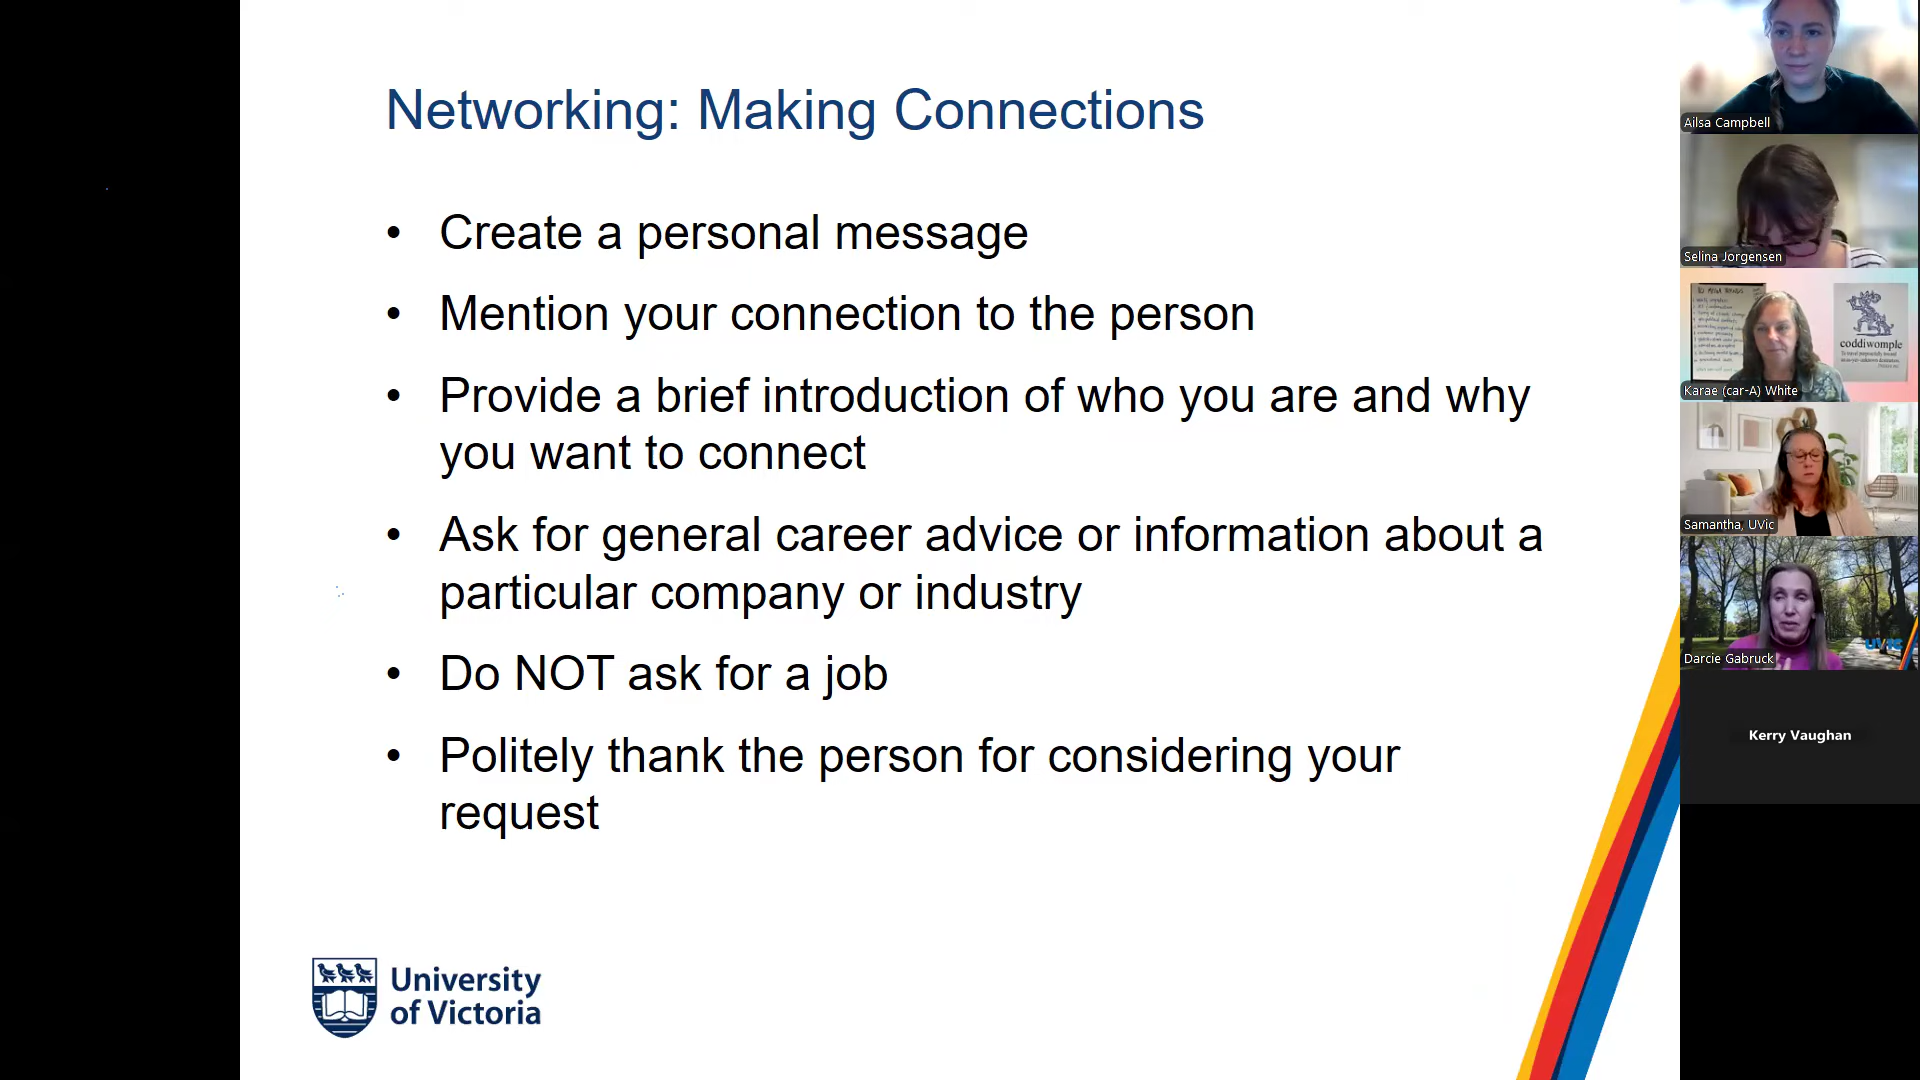 Networking: Making Connections
• Create a personal message
• Mention your connection to the person
• Provide a brief introduction of who you are and why
you want to connect
• Ask for general career advice or information about a
particular company or industry
• Do NOT ask for a job
• Politely thank the person for considering your
request
University
of Victoria
Ailsa Campbell
Selina Jorgensen
coddiwomple
Karae (car-A) White
Samantha, UVic
UVic
Darcie Gabruck
Kerry Vaughan